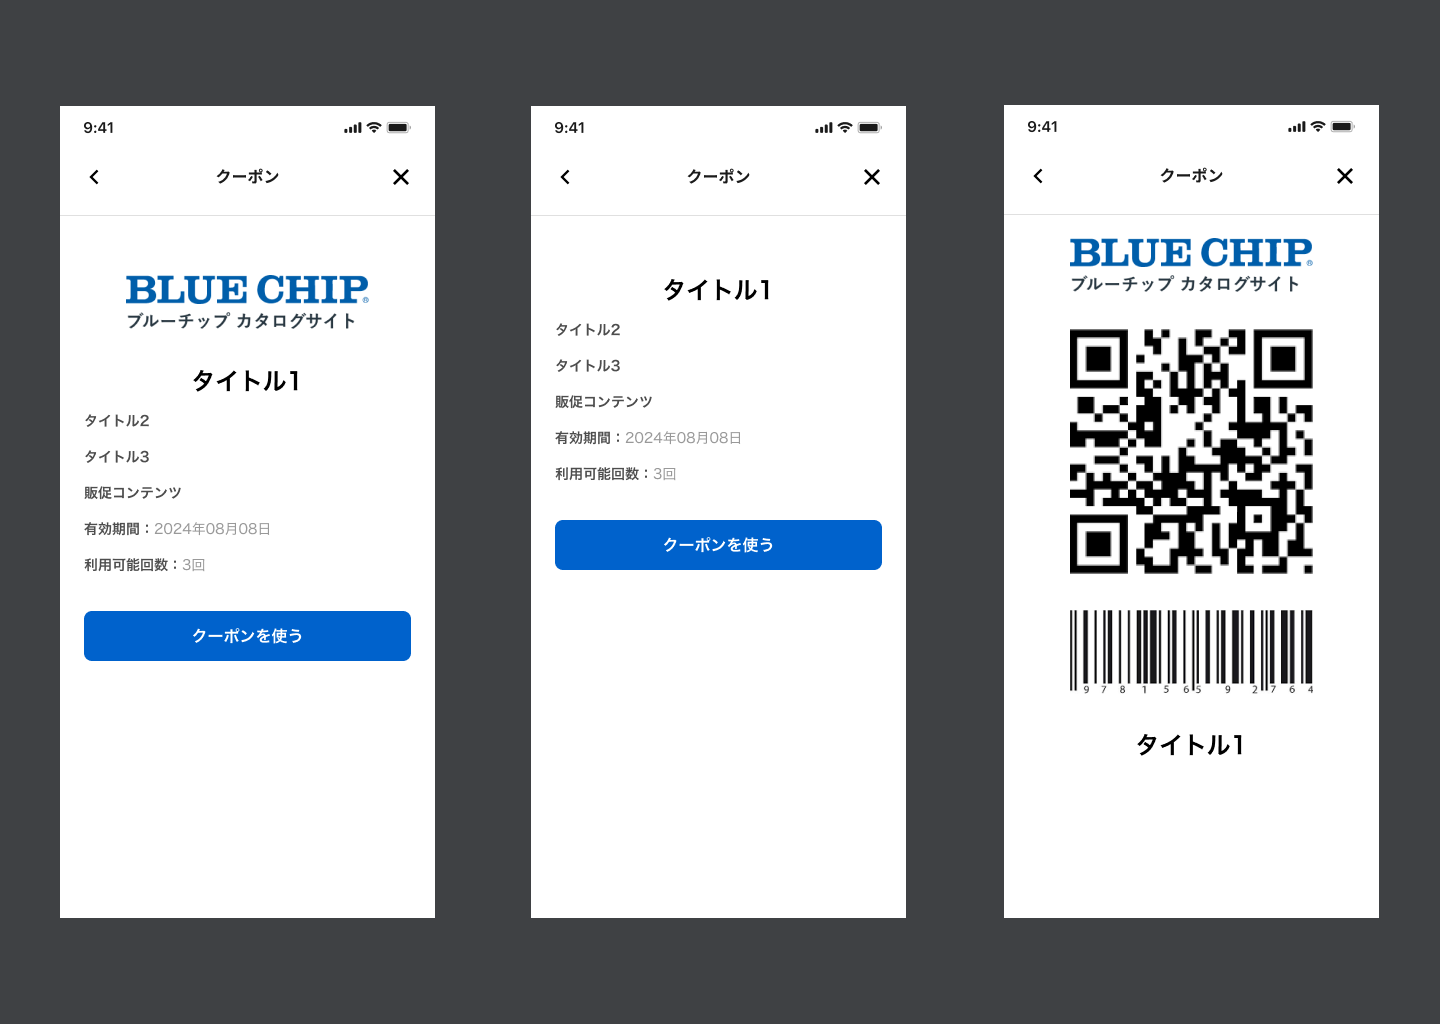 9:41
クーポン
BLUE CHIP®
ブルーチップ カタログサイト
タイトル1
タイトル2
タイトル3
販促コンテンツ
有効期間：2024年08月08日
利用可能回数：3回
クーポンを使う
9:41
クーポン
タイトル1
タイトル2
タイトル3
販促コンテンツ
有効期間：2024年08月08日
利用可能回数：3回
クーポンを使う
9:41
クーポン
BLUE CHIP®
ブルーチップ カタログサイト
9 7 8 1 5 6 5 9 2 7 6 4
タイトル1